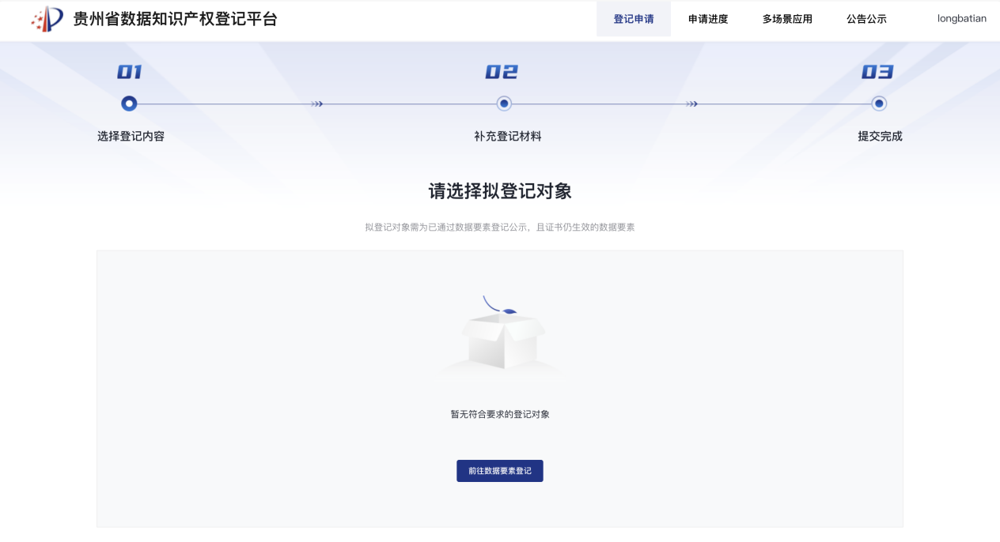 贵州省数据知识产权登记平台
登记申请 申请进度 多场景应用 公告公示 longbatian
01 02 03
选择登记内容 补充登记材料 提交完成
请选择拟登记对象
拟登记对象需为已通过数据要素登记公示，且证书仍生效的数据要素
暂无符合要求的登记对象
前往数据要素登记